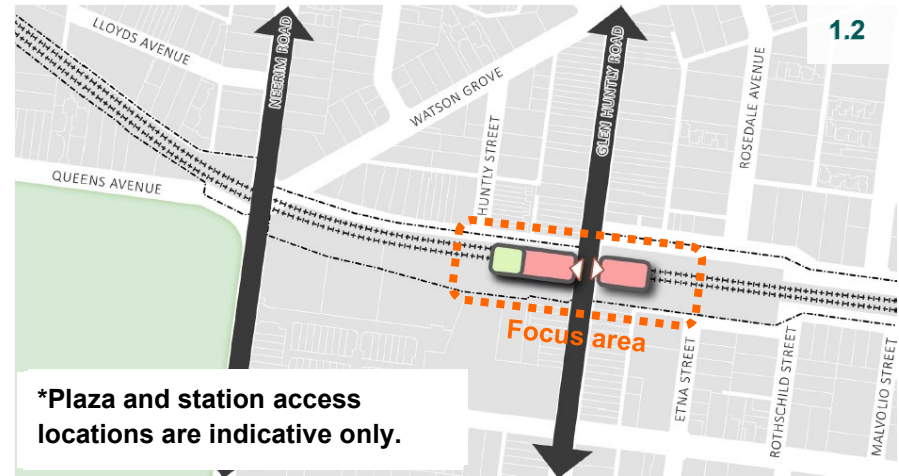 1.2
LLOYDS AVENUE
NEERIM ROAD
WATSON GROVE
GLEN HUNTLY ROAD
ROSEDALE AVENUE
QUEENS AVENUE
HUNTLY STREET
Focus area
ETNA STREET
ROTHSCHILD STREET
MALVOLIO STREET
*Plaza and station access
locations are indicative only.